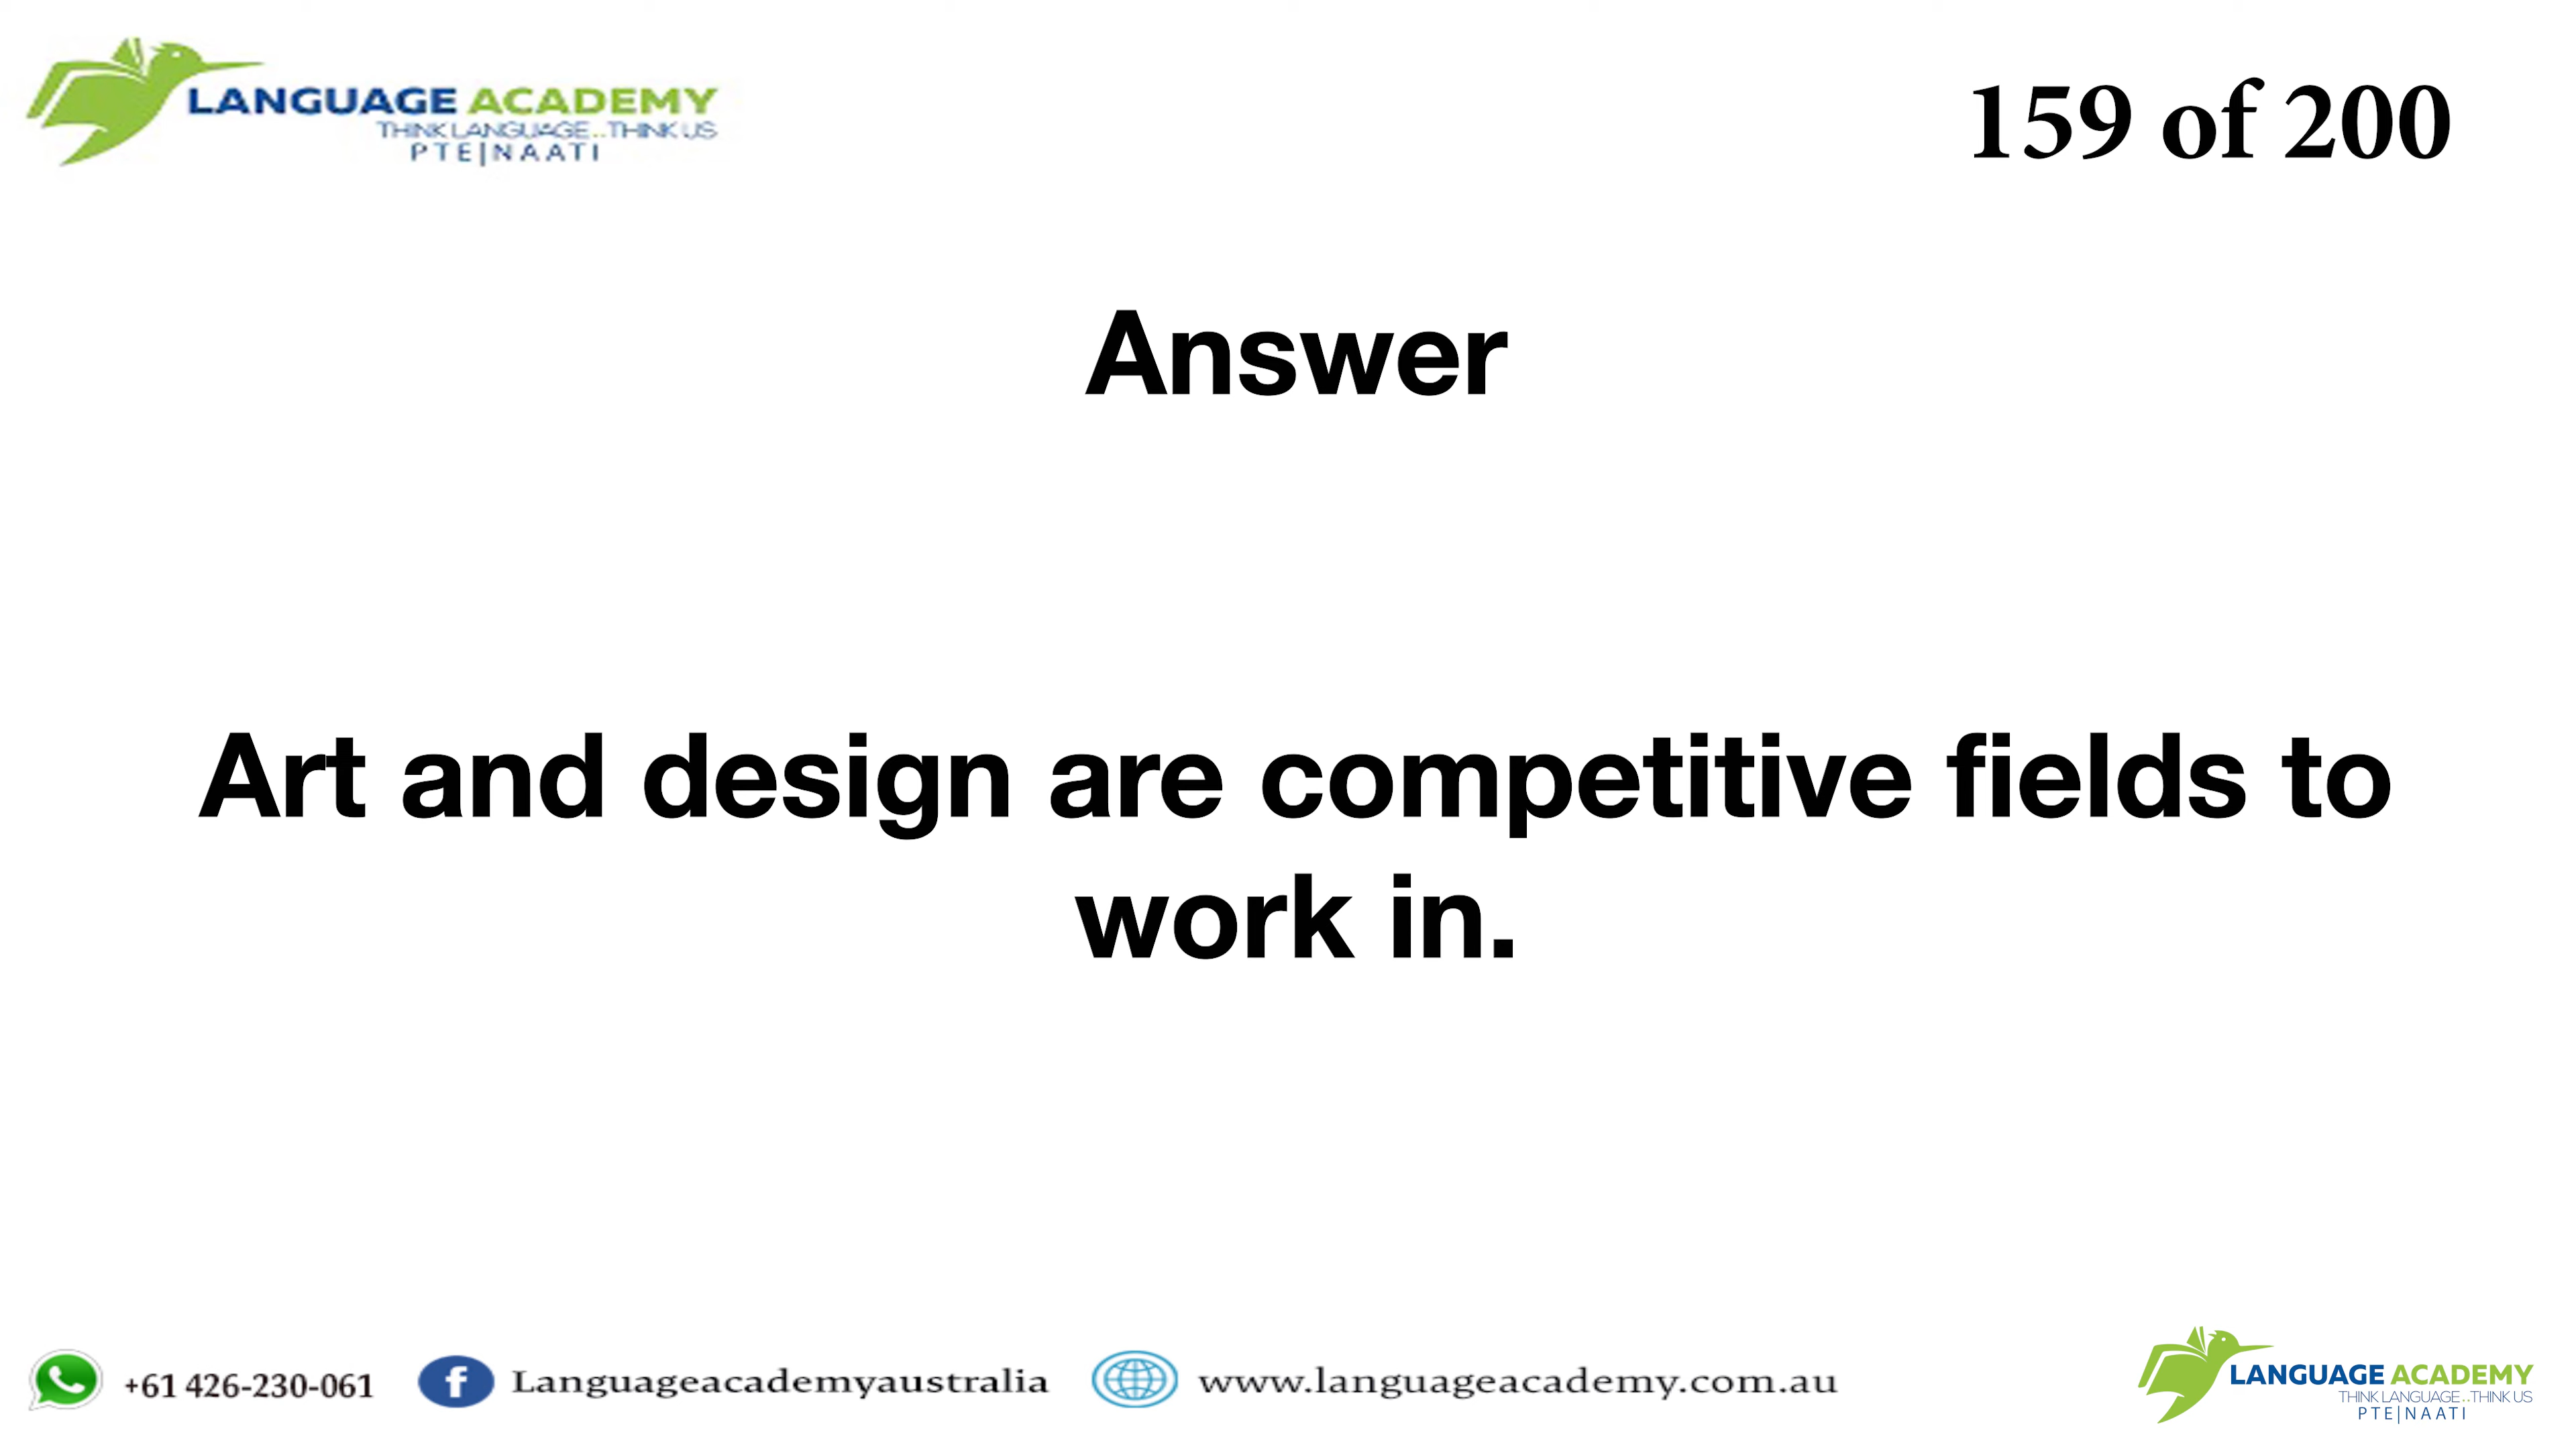 LANGUAGE ACADEMY
THINK LANGUAGE..THINK US
PTE|NAATI
159 of 200
Answer
Art and design are competitive fields to
work in.
+61 426-230-061
Languageacademyaustralia
www.languageacademy.com.au
LANGUAGE ACADEMY
THINK LANGUAGE..THINK US
PTE|NAATI